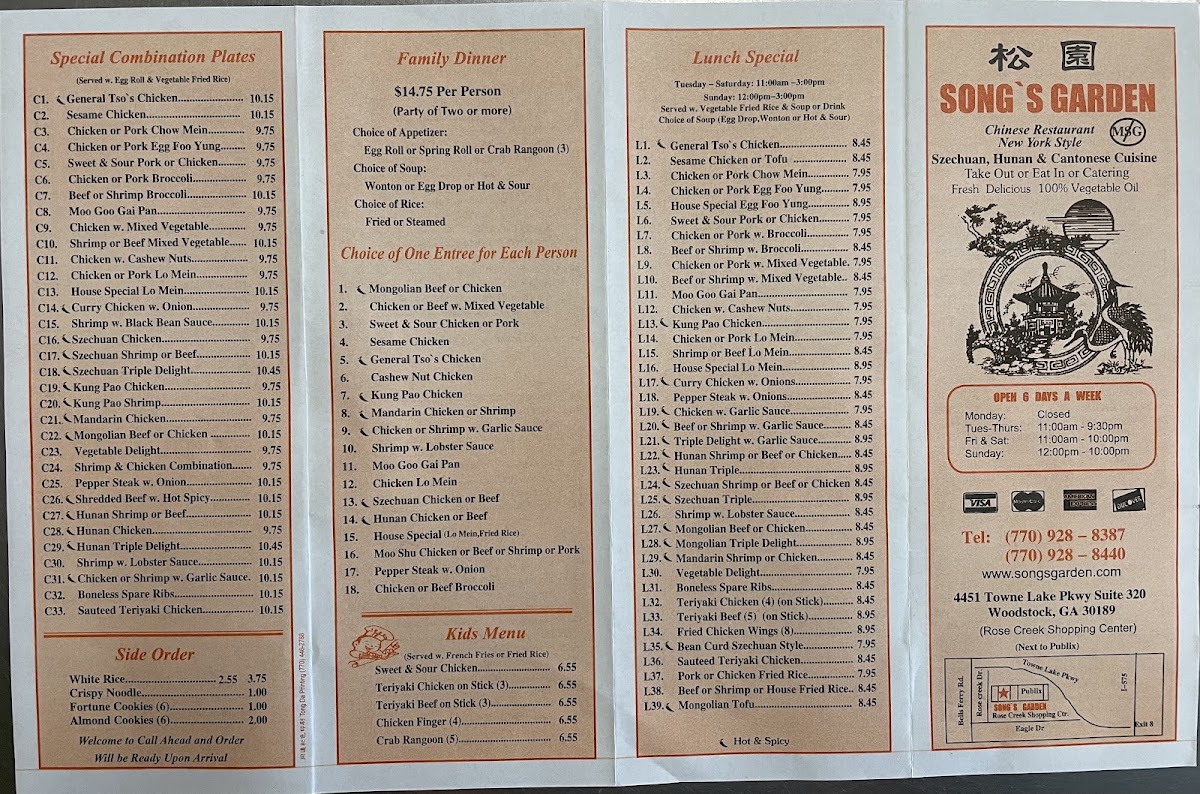 Special Combination Plates
(Served w. Egg Roll & Vegetable Fried Rice)
C1. General Tso`s Chicken........................ 10.15
C2. Sesame Chicken.................................. 10.15
C3. Chicken or Pork Chow Mein............. 9.75
C4. Chicken or Pork Egg Foo Yung........ 9.75
C5. Sweet & Sour Pork or Chicken.......... 9.75
C6. Chicken or Pork Broccoli................... 9.75
C7. Beef or Shrimp Broccoli..................... 10.15
C8. Moo Goo Gai Pan............................... 9.75
C9. Chicken w. Mixed Vegetable............. 9.75
C10. Shrimp or Beef Mixed Vegetable...... 10.15
C11. Chicken w. Cashew Nuts.................... 9.75
C12. Chicken or Pork Lo Mein................... 9.75
C13. House Special Lo Mein....................... 10.15
C14. Curry Chicken w. Onion.................... 9.75
C15. Shrimp w. Black Bean Sauce............. 10.15
C16. Szechuan Chicken............................... 9.75
C17. Szechuan Shrimp or Beef................... 10.15
C18. Szechuan Triple Delight..................... 10.45
C19. Kung Pao Chicken.............................. 9.75
C20. Kung Pao Shrimp............................... 10.15
C21. Mandarin Chicken.............................. 9.75
C22. Mongolian Beef or Chicken ............... 10.15
C23. Vegetable Delight................................ 9.75
C24. Shrimp & Chicken Combination....... 9.75
C25. Pepper Steak w. Onion....................... 10.15
C26. Shredded Beef w. Hot Spicy............... 10.15
C27. Hunan Shrimp or Beef....................... 10.15
C28. Hunan Chicken................................... 9.75
C29. Hunan Triple Delight......................... 10.45
C30. Shrimp w. Lobster Sauce.................... 10.15
C31. Chicken or Shrimp w. Garlic Sauce. 10.15
C32. Boneless Spare Ribs............................ 10.15
C33. Sauteed Teriyaki Chicken.................. 10.15
Side Order
White Rice.................................. 2.55 3.75
Crispy Noodle..................................... 1.00
Fortune Cookies (6)............................ 1.00
Almond Cookies (6)............................ 2.00
Welcome to Call Ahead and Order
Will be Ready Upon Arrival
Tong Da Printing (770) 448-2768
Family Dinner
$14.75 Per Person
(Party of Two or more)
Choice of Appetizer:
Egg Roll or Spring Roll or Crab Rangoon (3)
Choice of Soup:
Wonton or Egg Drop or Hot & Sour
Choice of Rice:
Fried or Steamed
Choice of One Entree for Each Person
1. Mongolian Beef or Chicken
2. Chicken or Beef w. Mixed Vegetable
3. Sweet & Sour Chicken or Pork
4. Sesame Chicken
5. General Tso`s Chicken
6. Cashew Nut Chicken
7. Kung Pao Chicken
8. Mandarin Chicken or Shrimp
9. Chicken or Shrimp w. Garlic Sauce
10. Shrimp w. Lobster Sauce
11. Moo Goo Gai Pan
12. Chicken Lo Mein
13. Szechuan Chicken or Beef
14. Hunan Chicken or Beef
15. House Special (Lo Mein,Fried Rice)
16. Moo Shu Chicken or Beef or Shrimp or Pork
17. Pepper Steak w. Onion
18. Chicken or Beef Broccoli
Kids Menu
(Served w. French Fries or Fried Rice)
Sweet & Sour Chicken........................ 6.55
Teriyaki Chicken on Stick (3)............. 6.55
Teriyaki Beef on Stick (3)................... 6.55
Chicken Finger (4)............................... 6.55
Crab Rangoon (5)................................ 6.55
Lunch Special
Tuesday – Saturday: 11:00am –3:00pm
Sunday: 12:00pm–3:00pm
Served w. Vegetable Fried Rice & Soup or Drink
Choice of Soup (Egg Drop,Wonton or Hot & Sour)
L1. General Tso`s Chicken......................... 8.45
L2. Sesame Chicken or Tofu ..................... 8.45
L3. Chicken or Pork Chow Mein............... 7.95
L4. Chicken or Pork Egg Foo Yung.......... 7.95
L5. House Special Egg Foo Yung.............. 8.95
L6. Sweet & Sour Pork or Chicken........... 7.95
L7. Chicken or Pork w. Broccoli............... 7.95
L8. Beef or Shrimp w. Broccoli................. 8.45
L9. Chicken or Pork w. Mixed Vegetable. 7.95
L10. Beef or Shrimp w. Mixed Vegetable.. 8.45
L11. Moo Goo Gai Pan................................ 7.95
L12. Chicken w. Cashew Nuts..................... 7.95
L13. Kung Pao Chicken............................... 7.95
L14. Chicken or Pork Lo Mein................... 7.95
L15. Shrimp or Beef Lo Mein..................... 8.45
L16. House Special Lo Mein....................... 8.95
L17. Curry Chicken w. Onions................... 7.95
L18. Pepper Steak w. Onions...................... 8.45
L19. Chicken w. Garlic Sauce..................... 7.95
L20. Beef or Shrimp w. Garlic Sauce......... 8.45
L21. Triple Delight w. Garlic Sauce........... 8.95
L22. Hunan Shrimp or Beef or Chicken.... 8.45
L23. Hunan Triple....................................... 8.95
L24. Szechuan Shrimp or Beef or Chicken 8.45
L25. Szechuan Triple................................... 8.95
L26. Shrimp w. Lobster Sauce.................... 8.45
L27. Mongolian Beef or Chicken................ 8.45
L28. Mongolian Triple Delight................... 8.95
L29. Mandarin Shrimp or Chicken............ 8.45
L30. Vegetable Delight................................ 7.95
L31. Boneless Spare Ribs............................ 8.45
L32. Teriyaki Chicken (4) (on Stick).......... 8.45
L33. Teriyaki Beef (5) (on Stick)............... 8.95
L34. Fried Chicken Wings (8).................... 8.95
L35. Bean Curd Szechuan Style................. 7.95
L36. Sauteed Teriyaki Chicken.................. 8.45
L37. Pork or Chicken Fried Rice............... 7.95
L38. Beef or Shrimp or House Fried Rice.. 8.45
L39. Mongolian Tofu................................... 8.45
Hot & Spicy
松園
SONG`S GARDEN
Chinese Restaurant
New York Style
MSG
Szechuan, Hunan & Cantonese Cuisine
Take Out or Eat In or Catering
Fresh Delicious 100% Vegetable Oil
OPEN 6 DAYS A WEEK
Monday: Closed
Tues-Thurs: 11:00am - 9:30pm
Fri & Sat: 11:00am - 10:00pm
Sunday: 12:00pm - 10:00pm
VISA MasterCard AMERICAN EXPRESS DISCOVER
Tel: (770) 928 – 8387
(770) 928 – 8440
www.songsgarden.com
4451 Towne Lake Pkwy Suite 320
Woodstock, GA 30189
(Rose Creek Shopping Center)
(Next to Publix)
Towne Lake Pkwy
Bells Ferry Rd.
Rose creek Dr.
Publix
SONG`S GARDEN
Rose Creek Shopping Ctr.
Eagle Dr
I-575
Exit 8